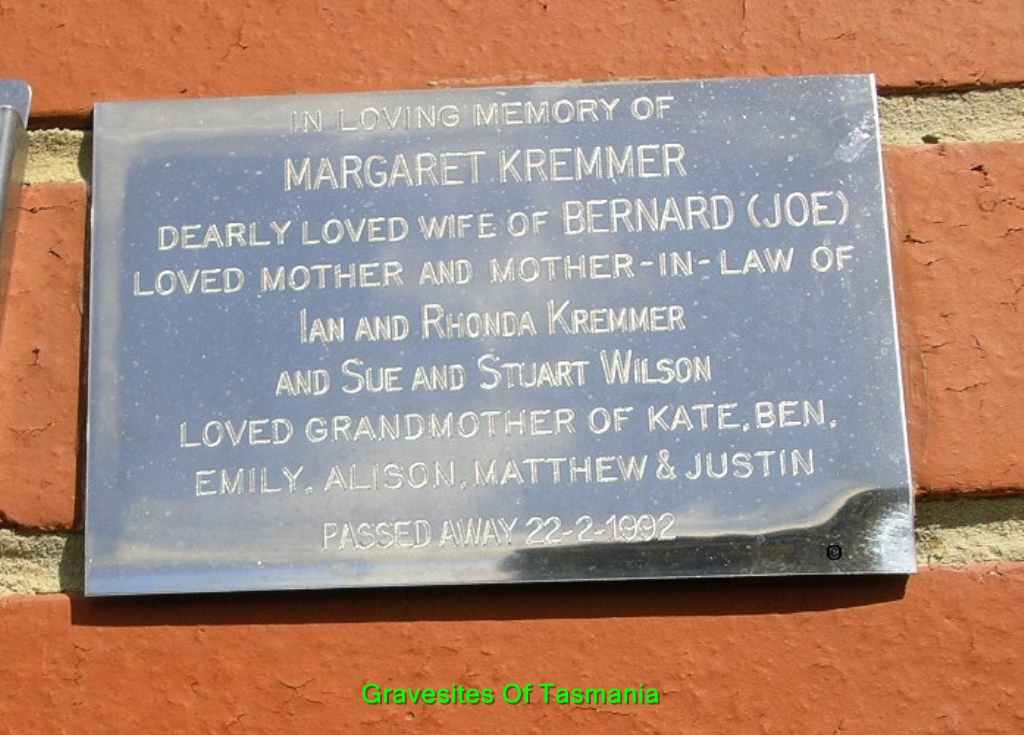 IN LOVING MEMORY OF
MARGARET KREMMER
DEARLY LOVED WIFE OF BERNARD (JOE)
LOVED MOTHER AND MOTHER-IN-LAW OF
IAN AND RHONDA KREMMER
AND SUE AND STUART WILSON
LOVED GRANDMOTHER OF KATE, BEN,
EMILY, ALISON, MATTHEW & JUSTIN
PASSED AWAY 22-2-1992
©
Gravesites Of Tasmania